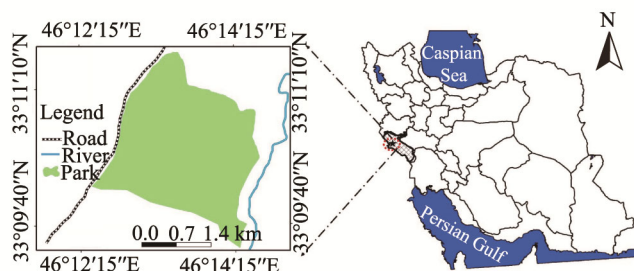 46°12′15″E 46°14′15″E
33°11′10″N
33°09′40″N
Legend
Road
River
Park
0.0 0.7 1.4 km
33°11′10″N
33°09′40″N
46°12′15″E 46°14′15″E
N
Caspian
Sea
Persian Gulf